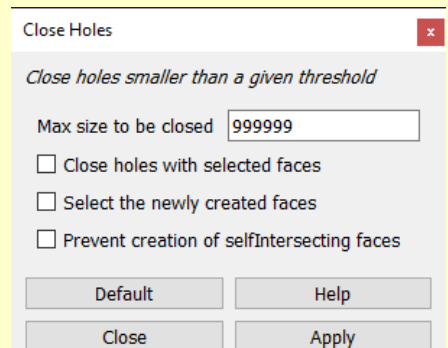 Close Holes
x
Close holes smaller than a given threshold
Max size to be closed 999999
Close holes with selected faces
Select the newly created faces
Prevent creation of selfIntersecting faces
Default Help
Close Apply